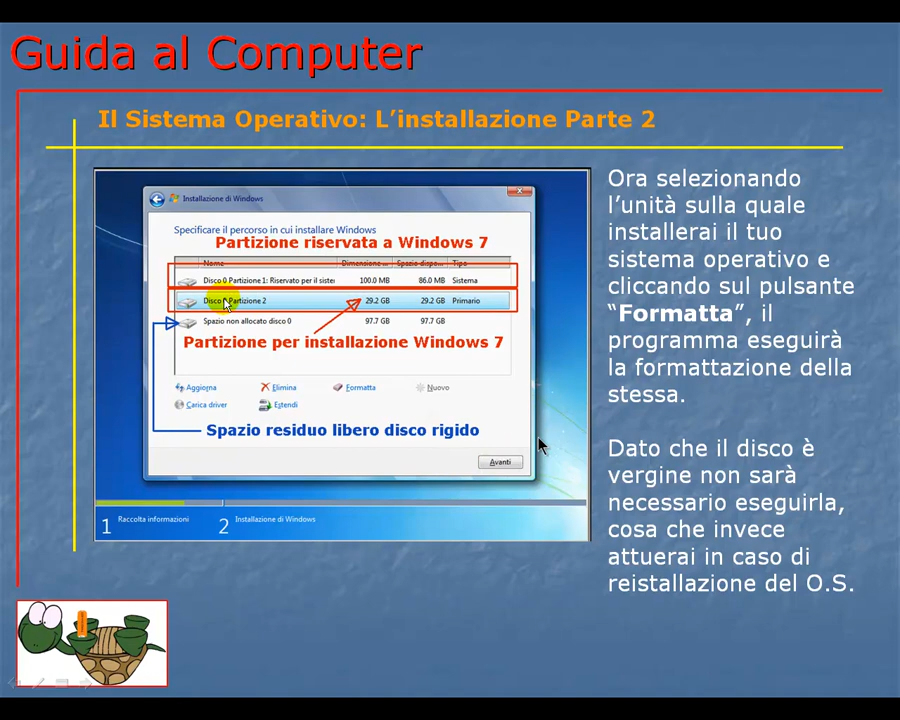 Guida al Computer
Il Sistema Operativo: L’installazione Parte 2
Installazione di Windows
Specificare il percorso in cui installare Windows
Partizione riservata a Windows 7
Nome Dimensione ... Spazio dispo... Tipo
Disco 0 Partizione 1: Riservato per il sister 100.0 MB 86.0 MB Sistema
Disco Partizione 2 29.2 GB 29.2 GB Primario
Spazio non allocato disco 0 97.7 GB 97.7 GB
Partizione per installazione Windows 7
Aggiorna Elimina Formatta Nuovo
Carica driver Estendi
Spazio residuo libero disco rigido
Avanti
1 Raccolta informazioni 2 Installazione di Windows
Ora selezionando
l’unità sulla quale
installerai il tuo
sistema operativo e
cliccando sul pulsante
“Formatta”, il
programma eseguirà
la formattazione della
stessa.
Dato che il disco è
vergine non sarà
necessario eseguirla,
cosa che invece
attuerai in caso di
reistallazione del O.S.